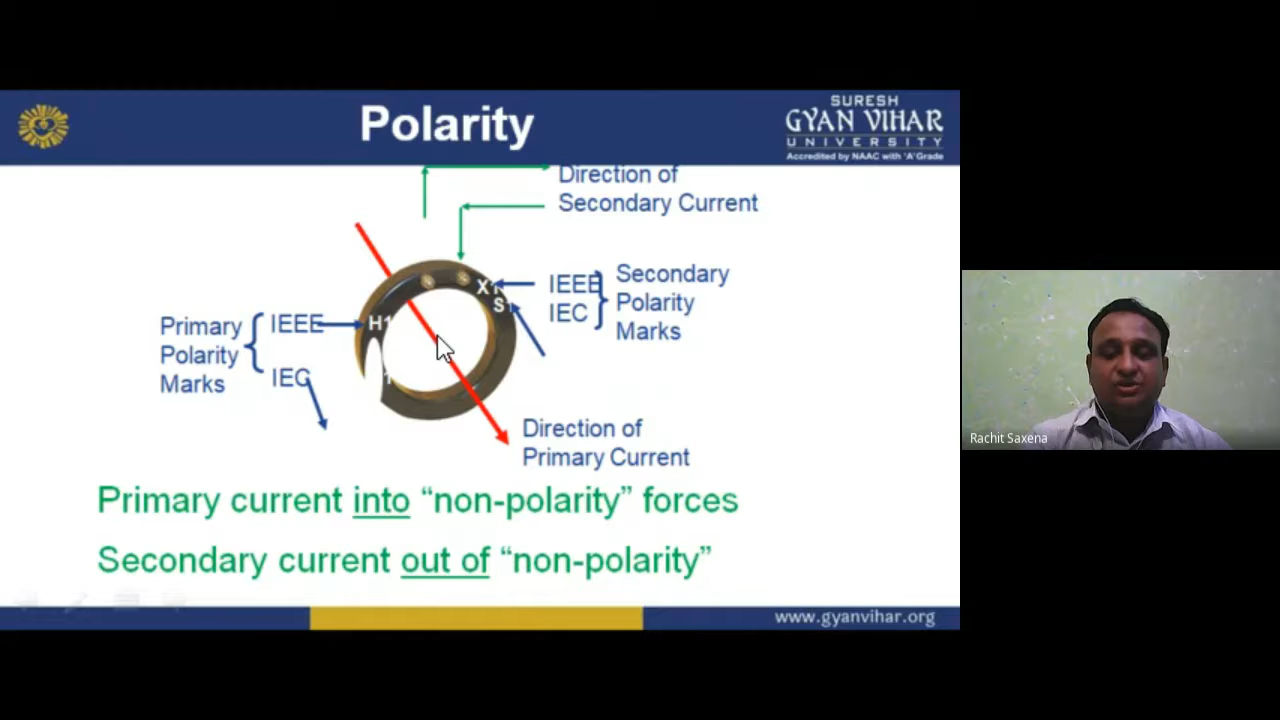 Polarity
SURESH
GYAN VIHAR
UNIVERSITY
Accredited by NAAC with 'A' Grade
Direction of
Secondary Current
X1
S1
IEEE
IEC
Secondary
Polarity
Marks
Primary
Polarity
Marks
IEEE
IEC
H1
1
Direction of
Primary Current
Primary current into “non-polarity” forces
Secondary current out of “non-polarity”
www.gyanvihar.org
Rachit Saxena